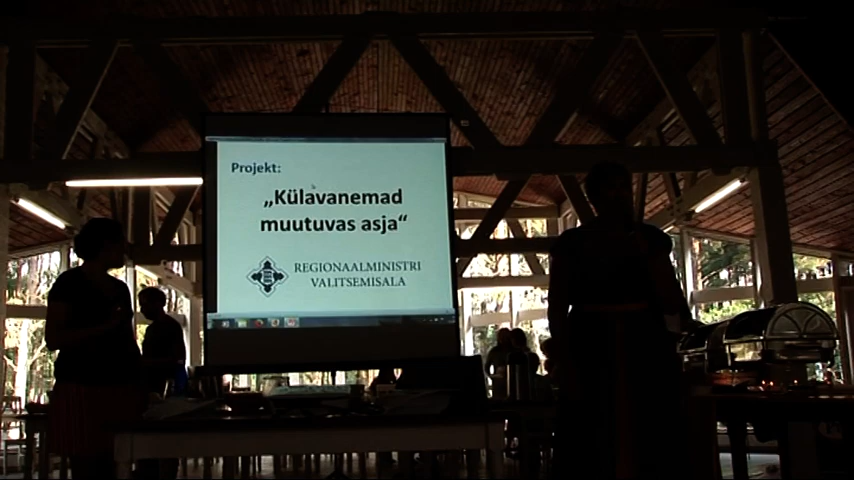 Projekt:
„Külavanemad
muutuvas asja“
REGIONAALMINISTRI
VALITSEMISALA